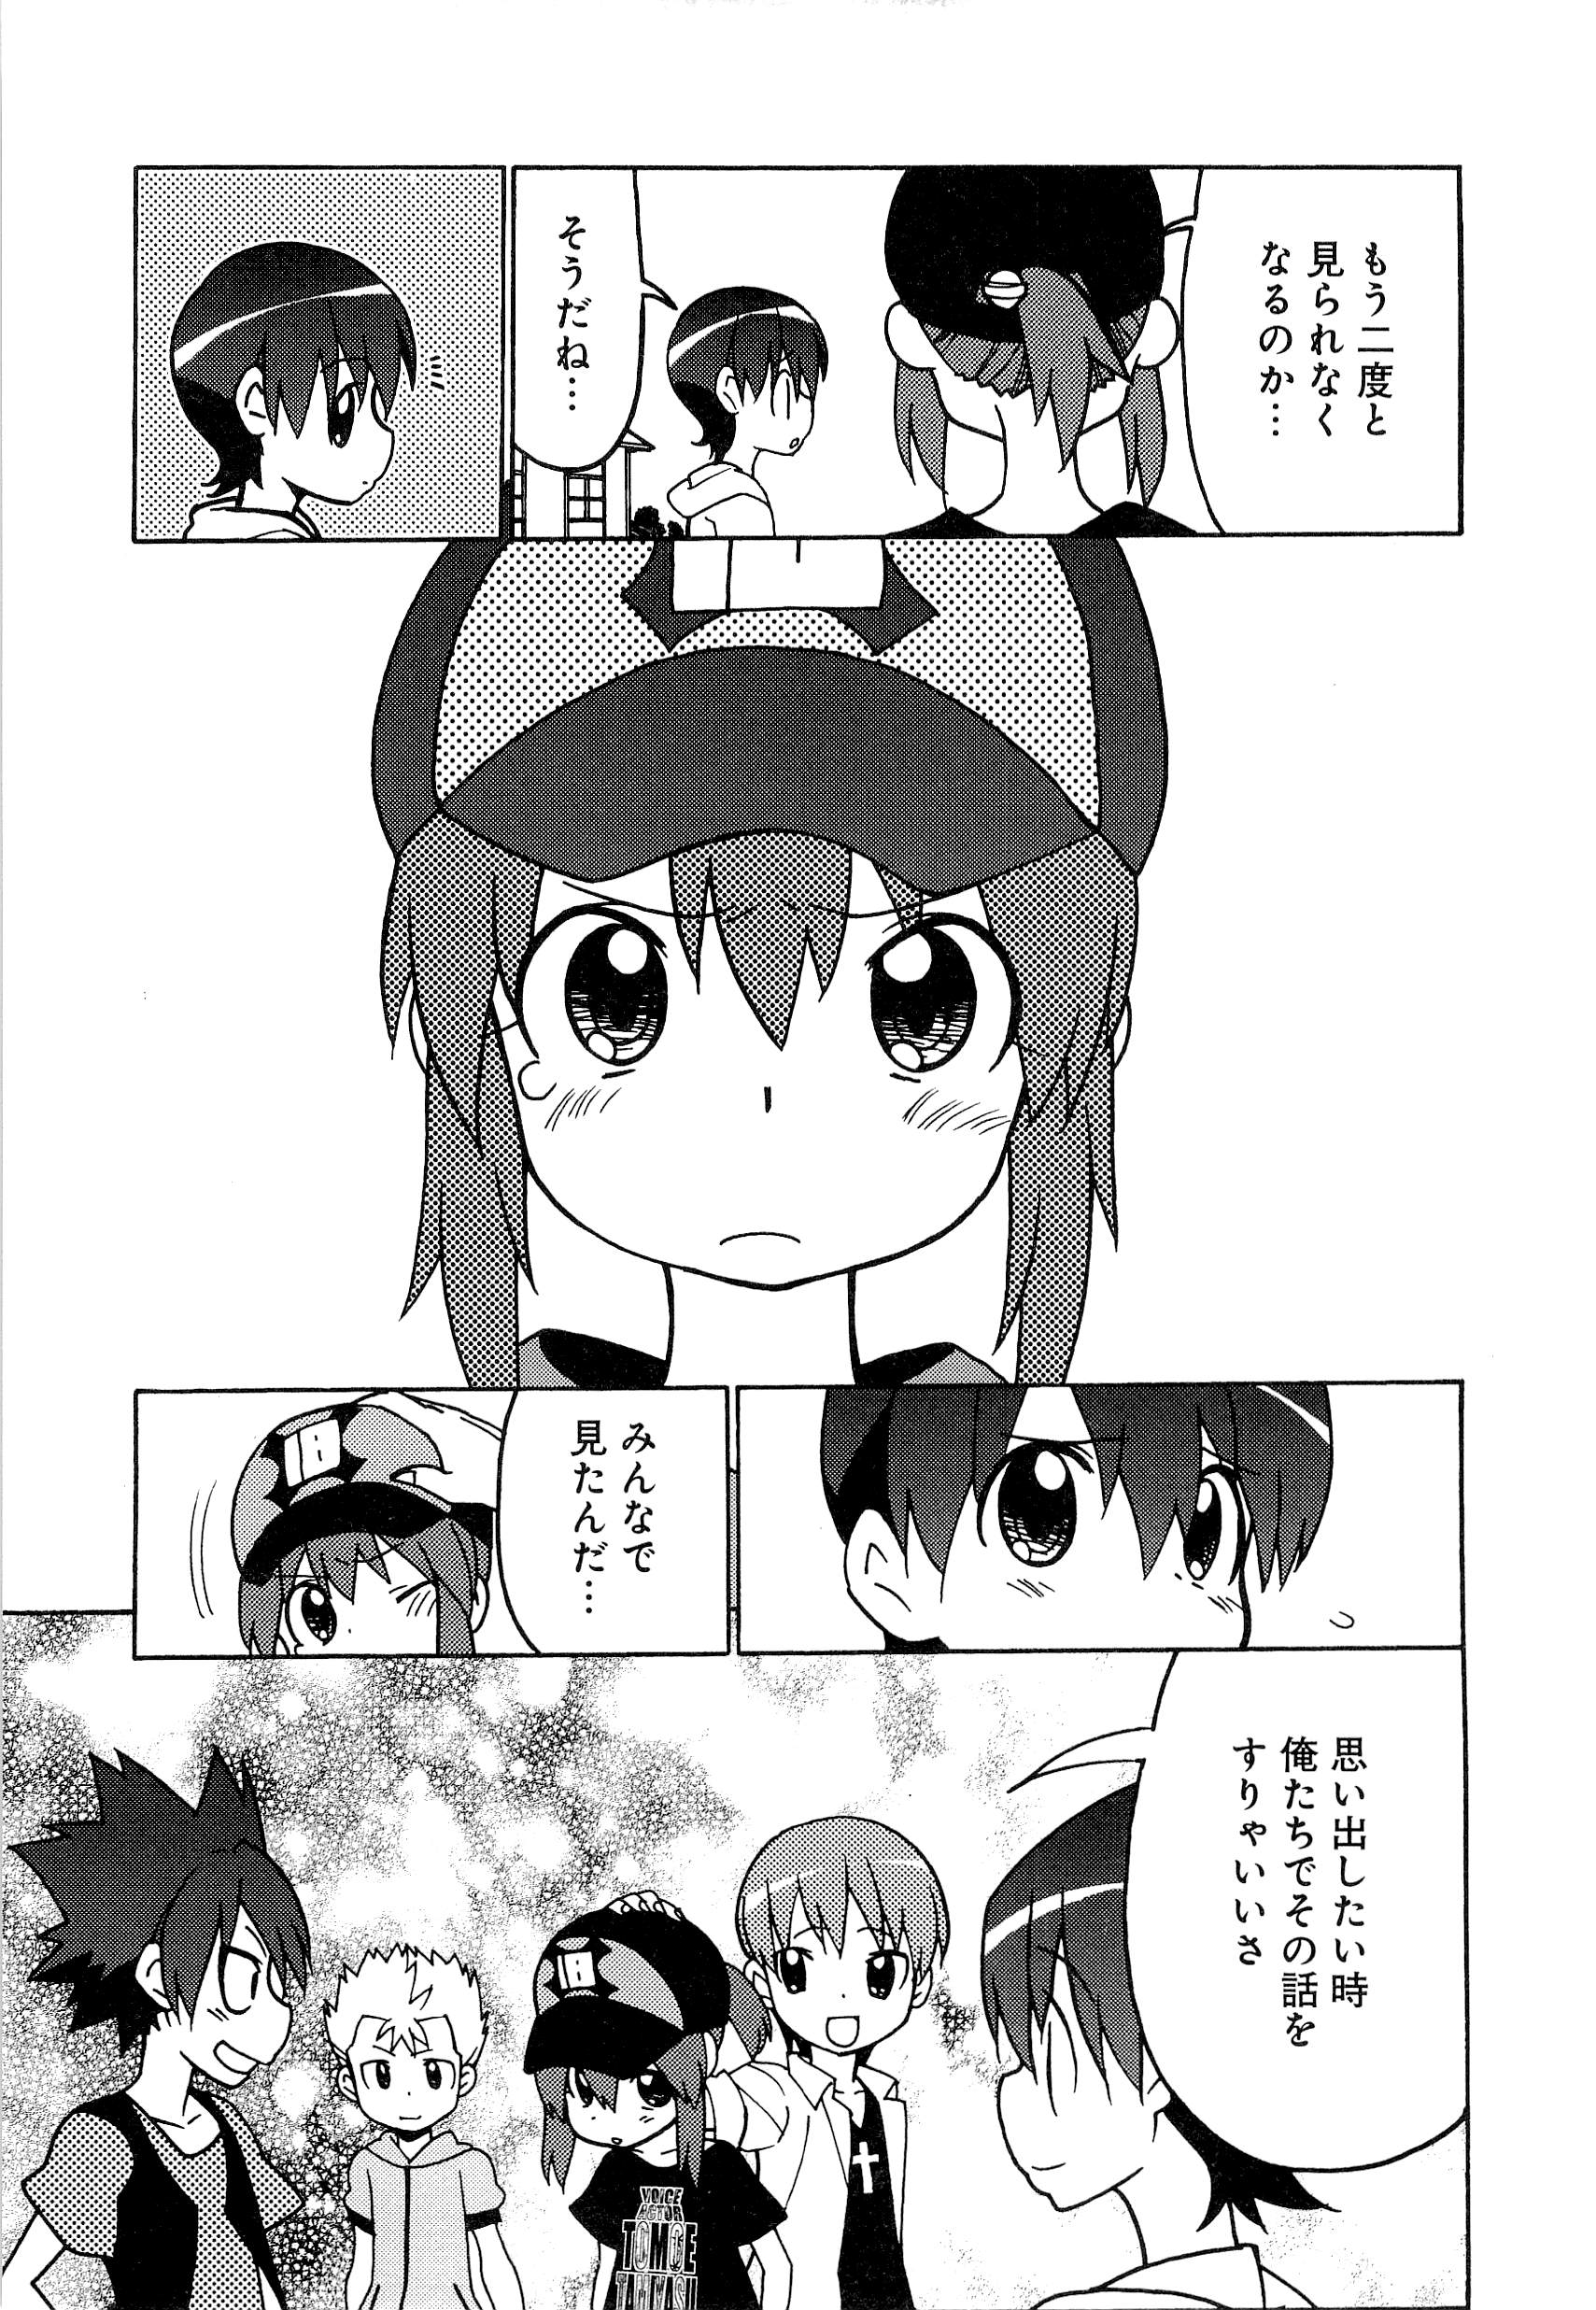 もう二度と
見られなく
なるのか…
そうだね…
みんなで
見たんだ…
思い出したい時
俺たちでその話を
すりゃいいさ
VOICE
ACTOR
TOMOE